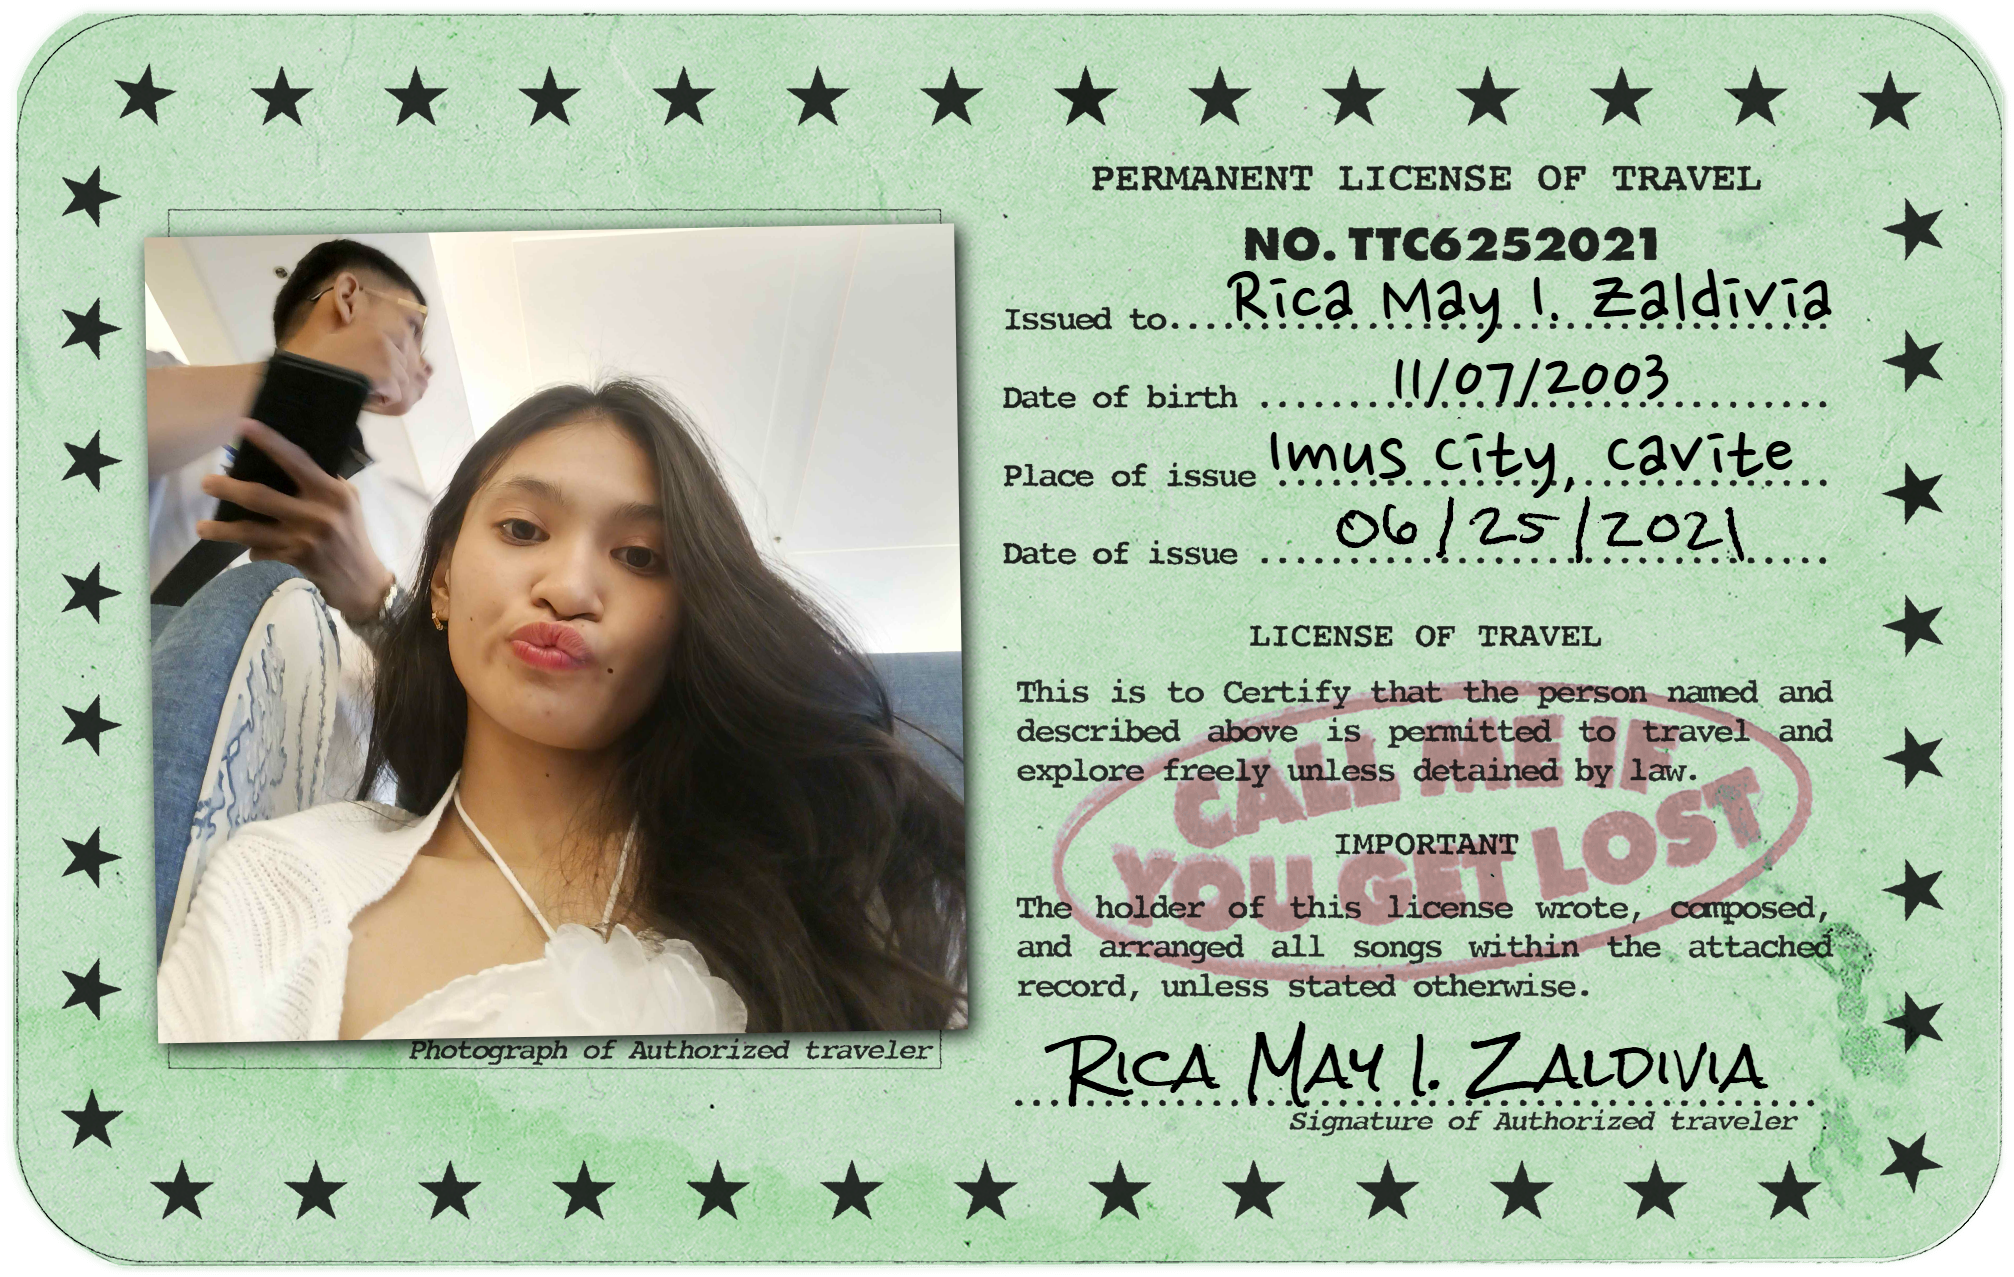 PERMANENT LICENSE OF TRAVEL
NO. TTC6252021
Issued to.... Rica May I. Zaldivia
Date of birth .... 11/07/2003
Place of issue .... Imus City, Cavite
Date of issue .... 06/25/2021
LICENSE OF TRAVEL
This is to Certify that the person named and
described above is permitted to travel and
explore freely unless detained by law.
CALL ME IF
YOU GET LOST
IMPORTANT
The holder of this license wrote, composed,
and arranged all songs within the attached
record, unless stated otherwise.
RICA MAY I. ZALDIVIA
Signature of Authorized traveler
Photograph of Authorized traveler